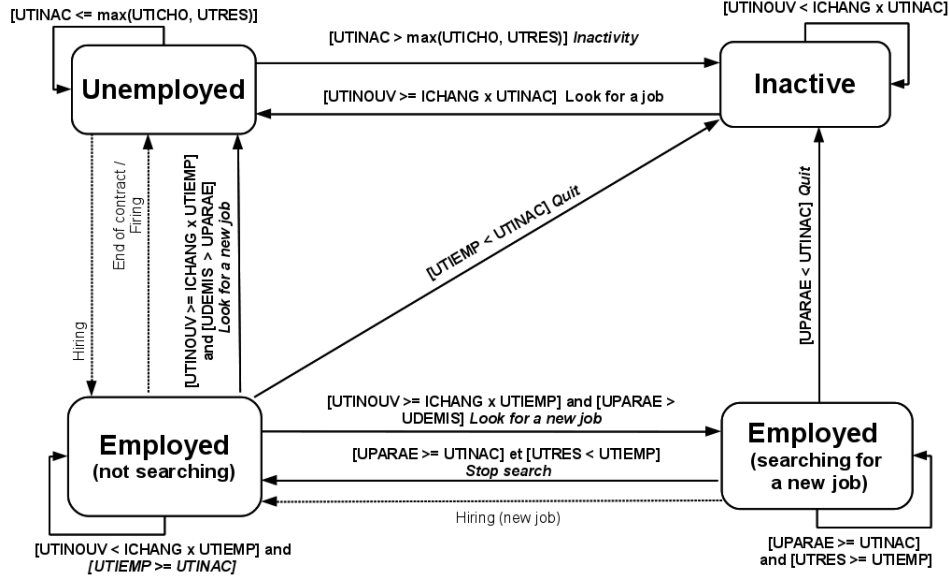 [UTINAC <= max(UTICHO, UTRES)]
[UTINOUV < ICHANG x UTINAC]
[UTINAC > max(UTICHO, UTRES)] Inactivity
Unemployed
Inactive
[UTINOUV >= ICHANG x UTINAC] Look for a job
Hiring
End of contract /
Firing
[UTINOUV >= ICHANG x UTIEMP]
and [UDEMIS > UPARAE]
Look for a new job
[UTIEMP < UTINAC] Quit
[UPARAE < UTINAC] Quit
[UTINOUV >= ICHANG x UTIEMP] and [UPARAE >
UDEMIS] Look for a new job
Employed
(not searching)
Employed
(searching for
a new job)
[UPARAE >= UTINAC] et [UTRES < UTIEMP]
Stop search
Hiring (new job)
[UTINOUV < ICHANG x UTIEMP] and
[UTIEMP >= UTINAC]
[UPARAE >= UTINAC]
and [UTRES >= UTIEMP]